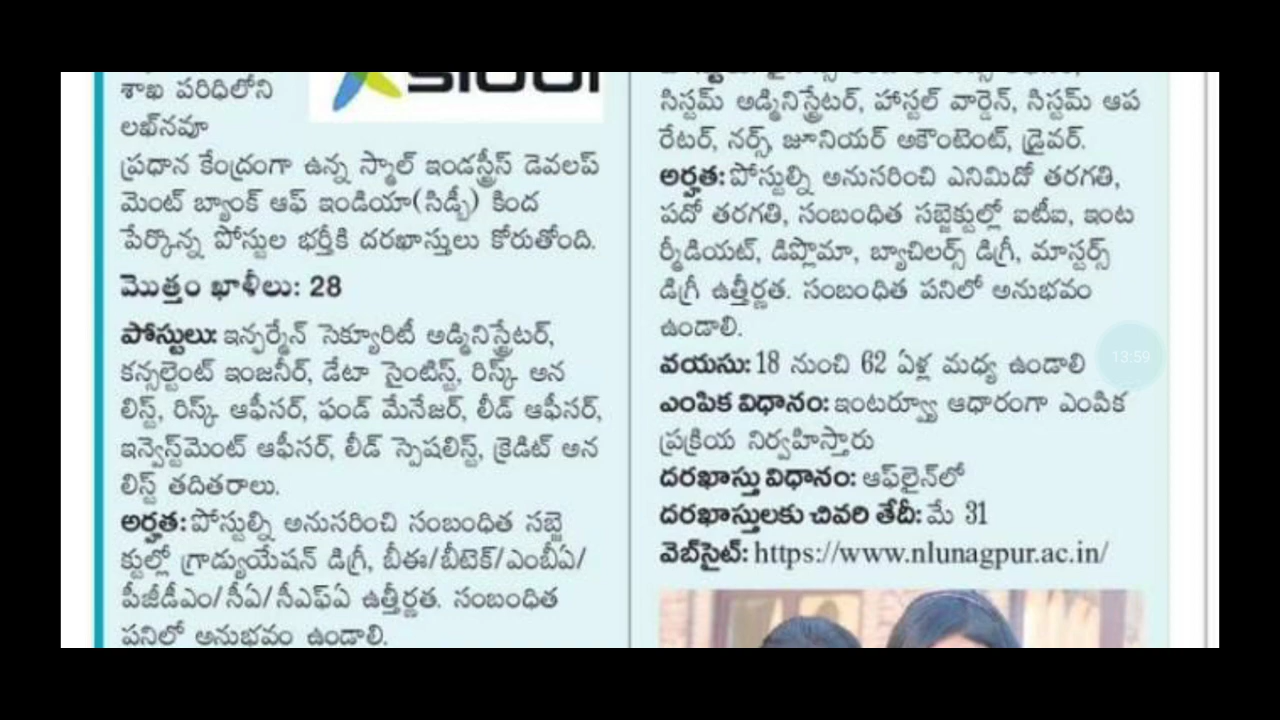 శాఖ పరిధిలోని
లఖ్‌నవూ
ప్రధాన కేంద్రంగా ఉన్న స్మాల్ ఇండస్ట్రీస్ డెవలప్
మెంట్ బ్యాంక్ ఆఫ్ ఇండియా(సిడ్బీ) కింద
పేర్కొన్న పోస్టుల భర్తీకి దరఖాస్తులు కోరుతోంది.
మొత్తం ఖాళీలు: 28
పోస్టులు: ఇన్ఫర్మేన్ సెక్యూరిటీ అడ్మినిస్ట్రేటర్,
కన్సల్టెంట్ ఇంజనీర్, డేటా సైంటిస్ట్, రిస్క్ అన
లిస్ట్, రిస్క్ ఆఫీసర్, ఫండ్ మేనేజర్, లీడ్ ఆఫీసర్,
ఇన్వెస్ట్‌మెంట్ ఆఫీసర్, లీడ్ స్పెషలిస్ట్, క్రెడిట్ అన
లిస్ట్ తదితరాలు.
అర్హత: పోస్టుల్ని అనుసరించి సంబంధిత సబ్జె
క్టుల్లో గ్రాడ్యుయేషన్ డిగ్రీ, బీఈ/బీటెక్/ఎంబీఏ/
పీజీడీఎం/సీఏ/సీఎఫ్ఏ ఉత్తీర్ణత. సంబంధిత
పనిలో అనుభవం ఉండాలి.
సిస్టమ్ అడ్మినిస్ట్రేటర్, హాస్టల్ వార్డెన్, సిస్టమ్ ఆప
రేటర్, నర్స్, జూనియర్ అకౌంటెంట్, డ్రైవర్.
అర్హత: పోస్టుల్ని అనుసరించి ఎనిమిదో తరగతి,
పదో తరగతి, సంబంధిత సబ్జెక్టుల్లో ఐటీఐ, ఇంట
ర్మీడియట్, డిప్లొమా, బ్యాచిలర్స్ డిగ్రీ, మాస్టర్స్
డిగ్రీ ఉత్తీర్ణత. సంబంధిత పనిలో అనుభవం
ఉండాలి.
వయసు: 18 నుంచి 62 ఏళ్ల మధ్య ఉండాలి
ఎంపిక విధానం: ఇంటర్వ్యూ ఆధారంగా ఎంపిక
ప్రక్రియ నిర్వహిస్తారు
దరఖాస్తు విధానం: ఆఫ్‌లైన్‌లో
దరఖాస్తులకు చివరి తేదీ: మే 31
వెబ్‌సైట్: https://www.nlunagpur.ac.in/
13:59